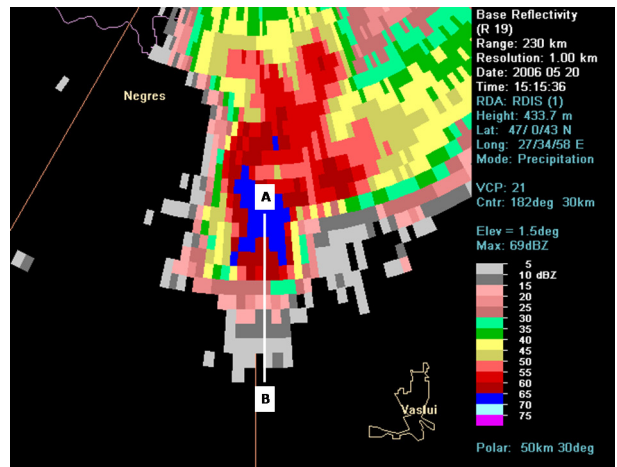 Base Reflectivity
(R 19)
Range: 230 km
Resolution: 1.00 km
Date: 2006 05 20
Time: 15:15:36
RDA: RDIS (1)
Height: 433.7 m
Lat: 47/ 0/43 N
Long: 27/34/58 E
Mode: Precipitation
VCP: 21
Cntr: 182deg 30km
Elev = 1.5deg
Max: 69dBZ
5
10 dBZ
15
20
25
30
35
40
45
50
55
60
65
70
75
Polar: 50km 30deg
Negres
A
B
Vaslui